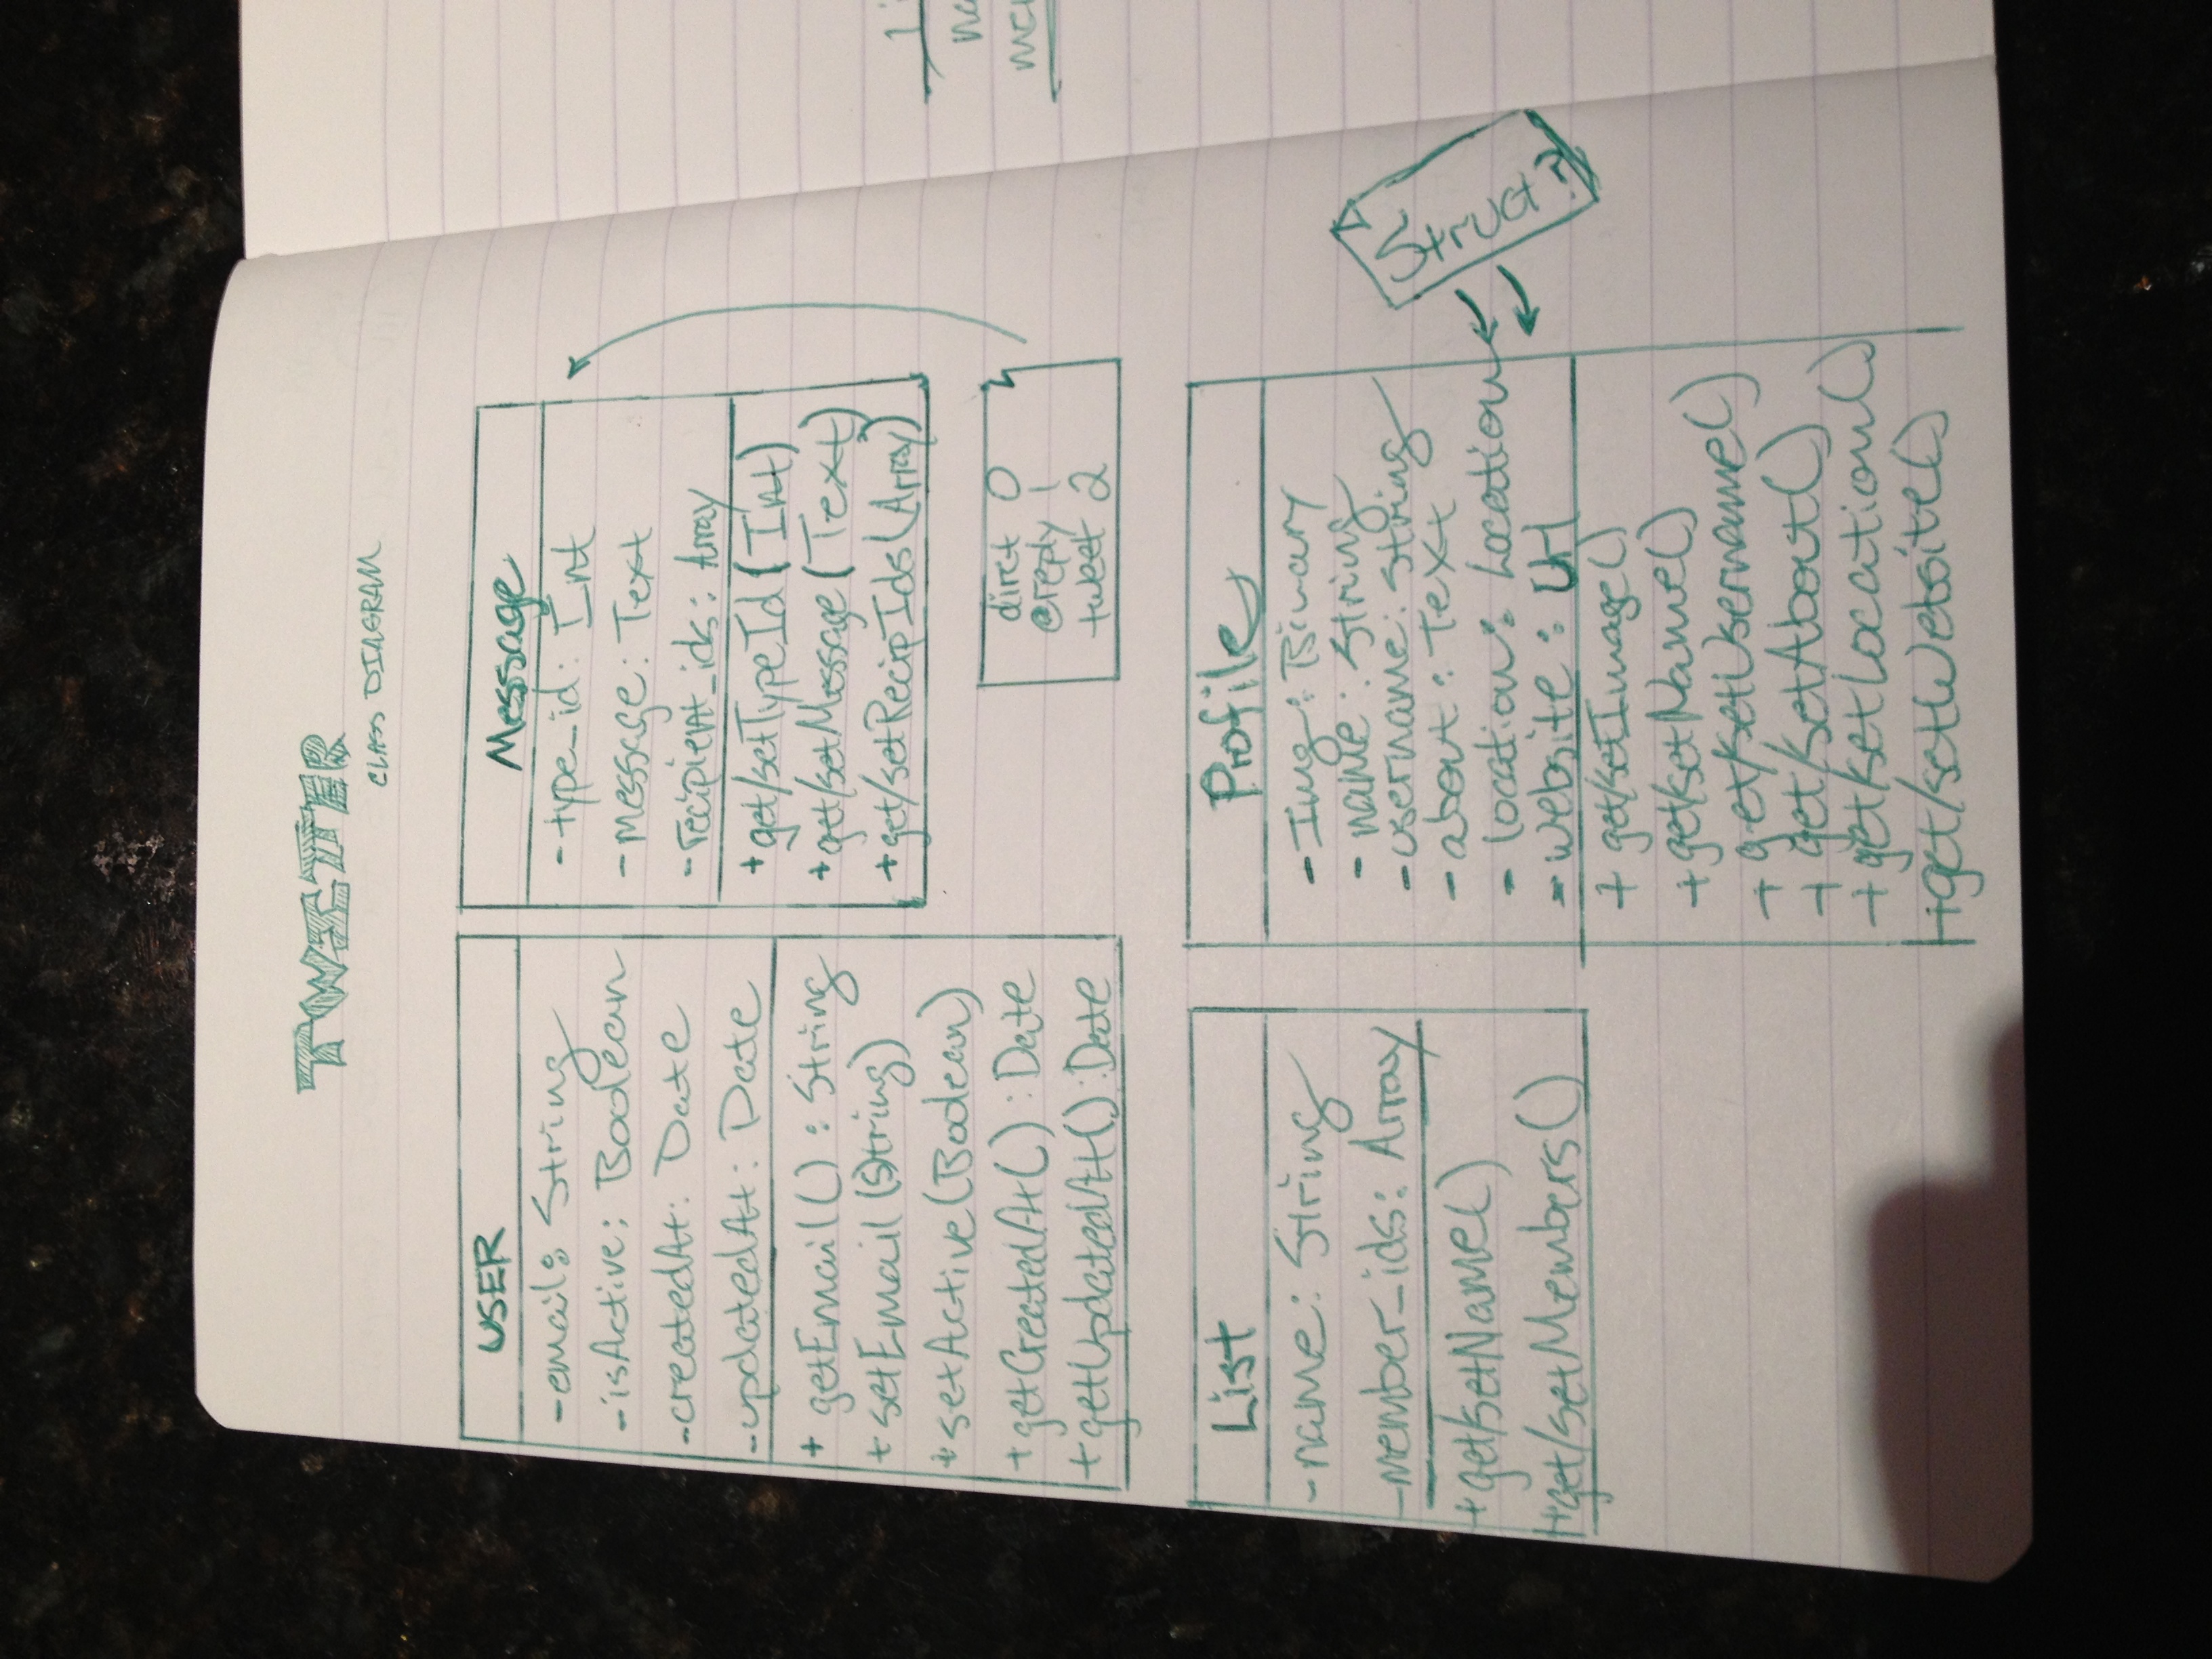 TWITTER
CLASS DIAGRAM
USER
-email: String
-isActive: Boolean
-createdAt: Date
-updatedAt: Date
+ getEmail() : String
+ setEmail (String)
+ setActive (Boolean)
+ getCreatedAt() : Date
+ getUpdatedAt() : Date
Message
- type_id: Int
- message: Text
- recipient_ids: Array
+ get/setTypeId (Int)
+ get/setMessage (Text)
+ get/setRecipIds (Array)
dirct 0
@reply 1
tweet 2
List
- name: String
- member_ids: Array
+ get/setName()
+ get/setMembers()
Profile
- Img: Binary
- name: String
- username: String
- about: Text
- location: Location
- website: Url
+ get/setImage()
+ get/setName()
+ get/setUsername()
+ get/setAbout()
+ get/setLocation()
+ get/setWebsite()
Struct?